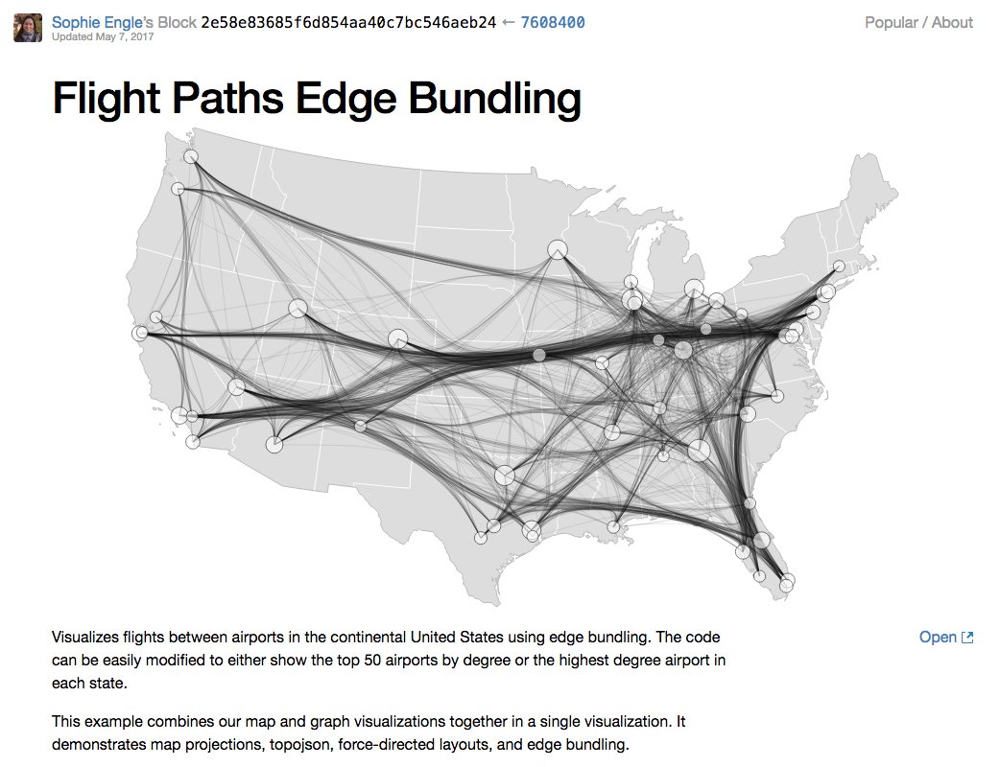 Sophie Engle's Block 2e58e83685f6d854aa40c7bc546aeb24 ← 7608400
Popular / About
Updated May 7, 2017
Flight Paths Edge Bundling
Visualizes flights between airports in the continental United States using edge bundling. The code
Open
can be easily modified to either show the top 50 airports by degree or the highest degree airport in
each state.
This example combines our map and graph visualizations together in a single visualization. It
demonstrates map projections, topojson, force-directed layouts, and edge bundling.